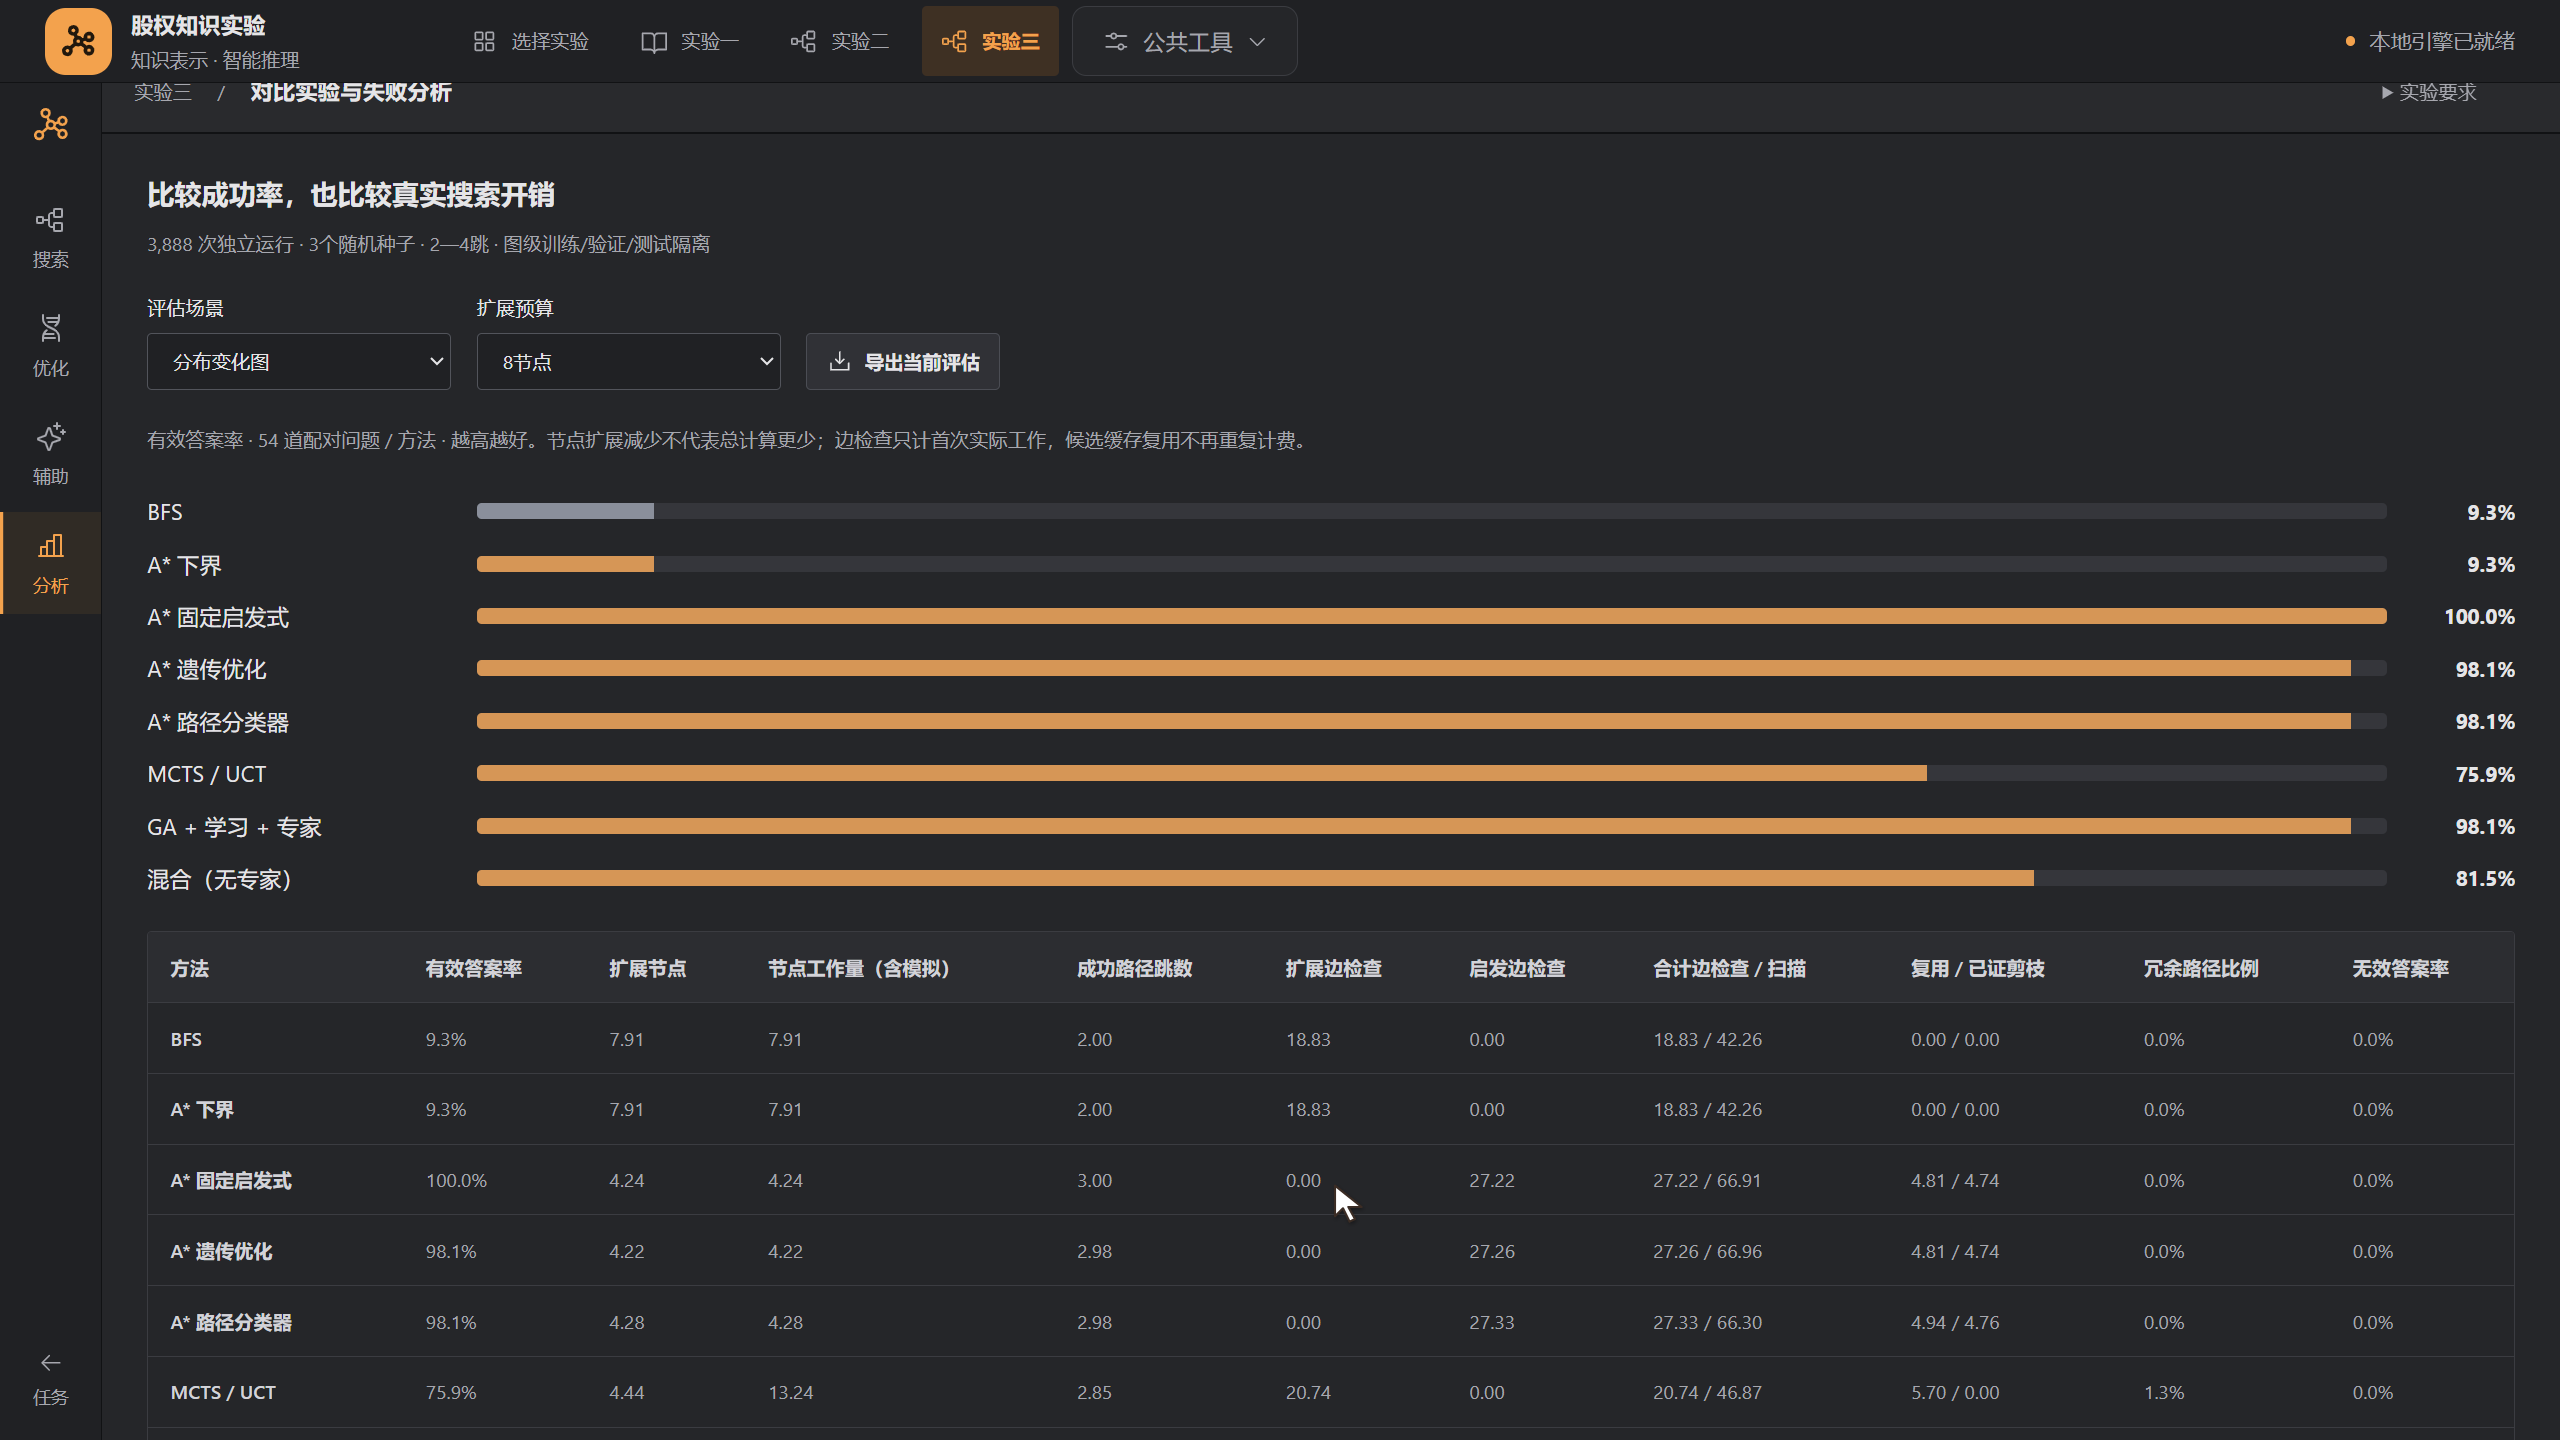 股权知识实验
知识表示 · 智能推理
选择实验
实验一
实验二
实验三
公共工具
本地引擎已就绪
实验三 / 对比实验与失败分析
实验要求
搜索
优化
辅助
分析
任务
比较成功率，也比较真实搜索开销
3,888 次独立运行 · 3个随机种子 · 2—4跳 · 图级训练/验证/测试隔离
评估场景
扩展预算
分布变化图
8节点
导出当前评估
有效答案率 · 54 道配对问题 / 方法 · 越高越好。节点扩展减少不代表总计算更少；边检查只计首次实际工作，候选缓存复用不再重复计费。
BFS 9.3%
A* 下界 9.3%
A* 固定启发式 100.0%
A* 遗传优化 98.1%
A* 路径分类器 98.1%
MCTS / UCT 75.9%
GA + 学习 + 专家 98.1%
混合（无专家） 81.5%
方法 有效答案率 扩展节点 节点工作量（含模拟） 成功路径跳数 扩展边检查 启发边检查 合计边检查 / 扫描 复用 / 已证剪枝 冗余路径比例 无效答案率
BFS 9.3% 7.91 7.91 2.00 18.83 0.00 18.83 / 42.26 0.00 / 0.00 0.0% 0.0%
A* 下界 9.3% 7.91 7.91 2.00 18.83 0.00 18.83 / 42.26 0.00 / 0.00 0.0% 0.0%
A* 固定启发式 100.0% 4.24 4.24 3.00 0.00 27.22 27.22 / 66.91 4.81 / 4.74 0.0% 0.0%
A* 遗传优化 98.1% 4.22 4.22 2.98 0.00 27.26 27.26 / 66.96 4.81 / 4.74 0.0% 0.0%
A* 路径分类器 98.1% 4.28 4.28 2.98 0.00 27.33 27.33 / 66.30 4.94 / 4.76 0.0% 0.0%
MCTS / UCT 75.9% 4.44 13.24 2.85 20.74 0.00 20.74 / 46.87 5.70 / 0.00 1.3% 0.0%